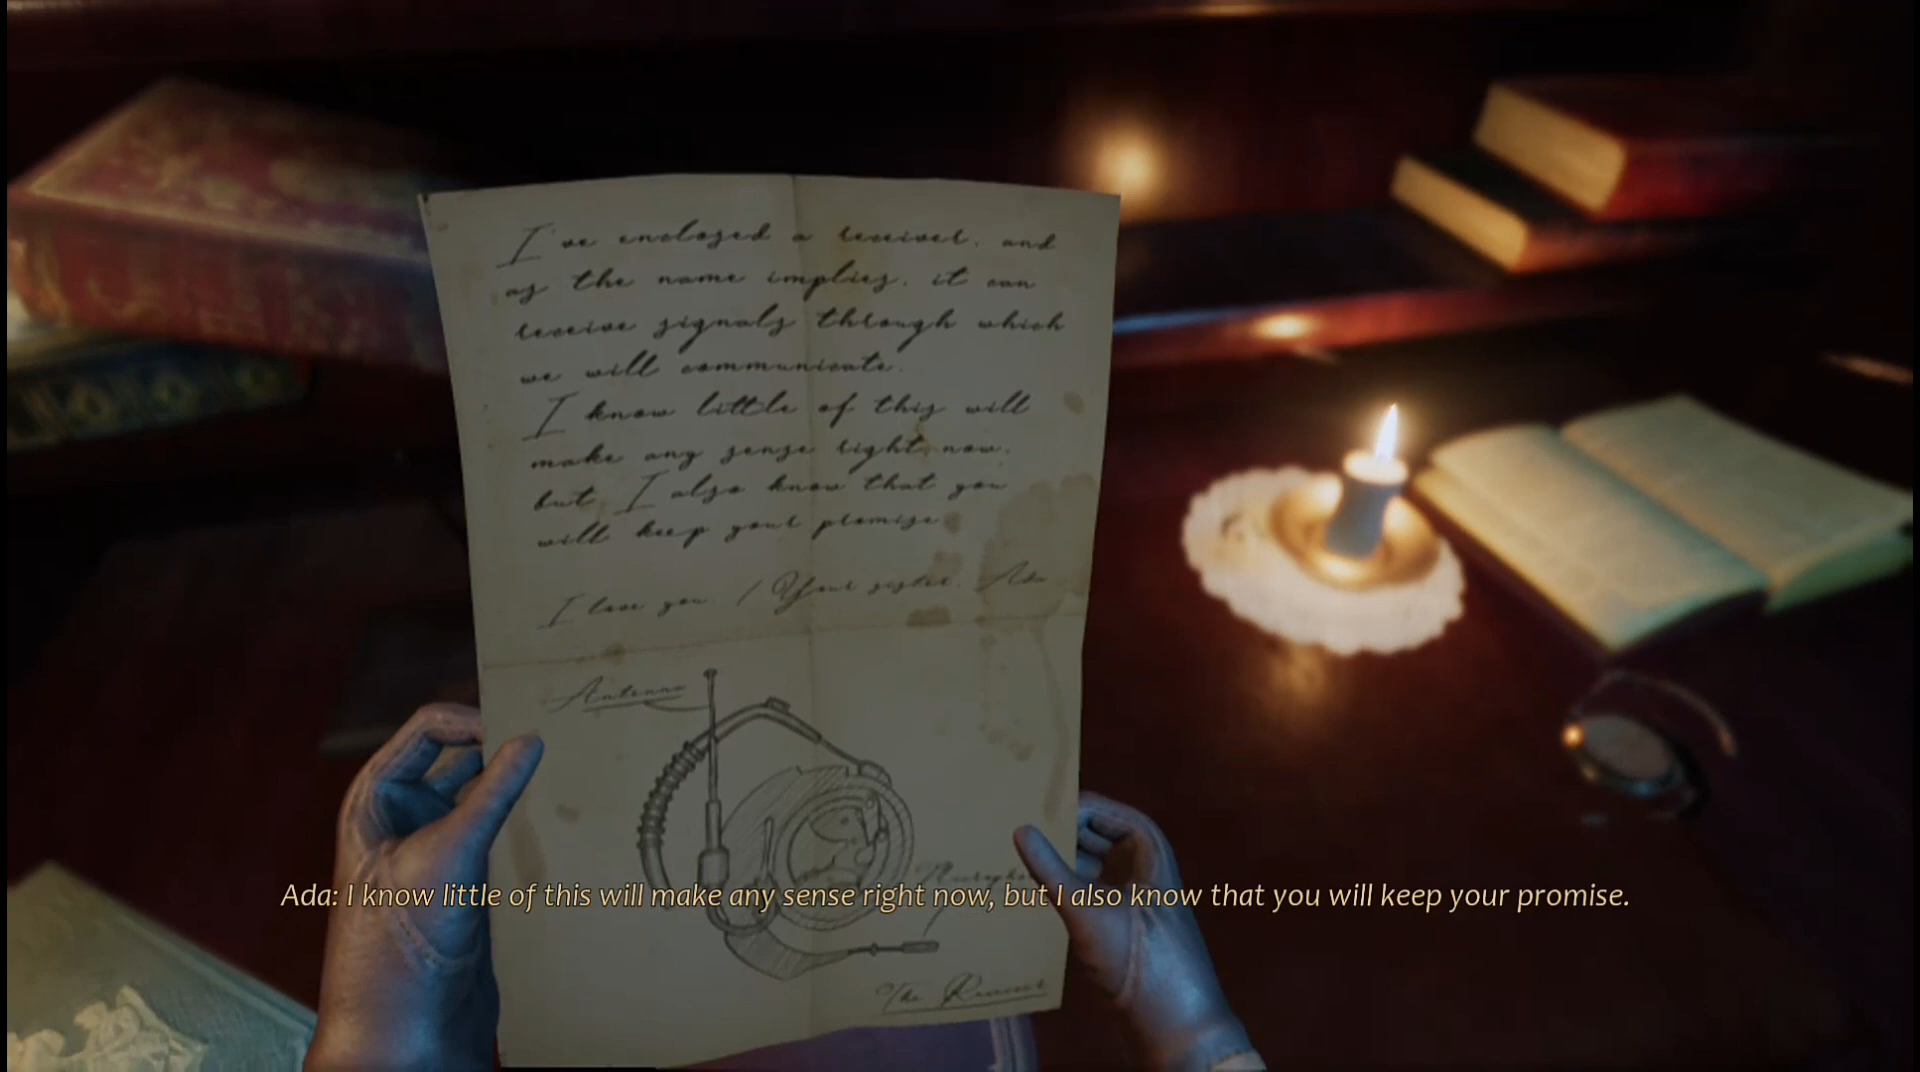 I've enclosed a receiver, and
as the name implies, it can
receive signals through which
we will communicate.
I know little of this will
make any sense right now,
but I also know that you
will keep your promise.
I love you / Your sister, Ada
Antenna
Microphone
Ada: I know little of this will make any sense right now, but I also know that you will keep your promise.
The Receiver